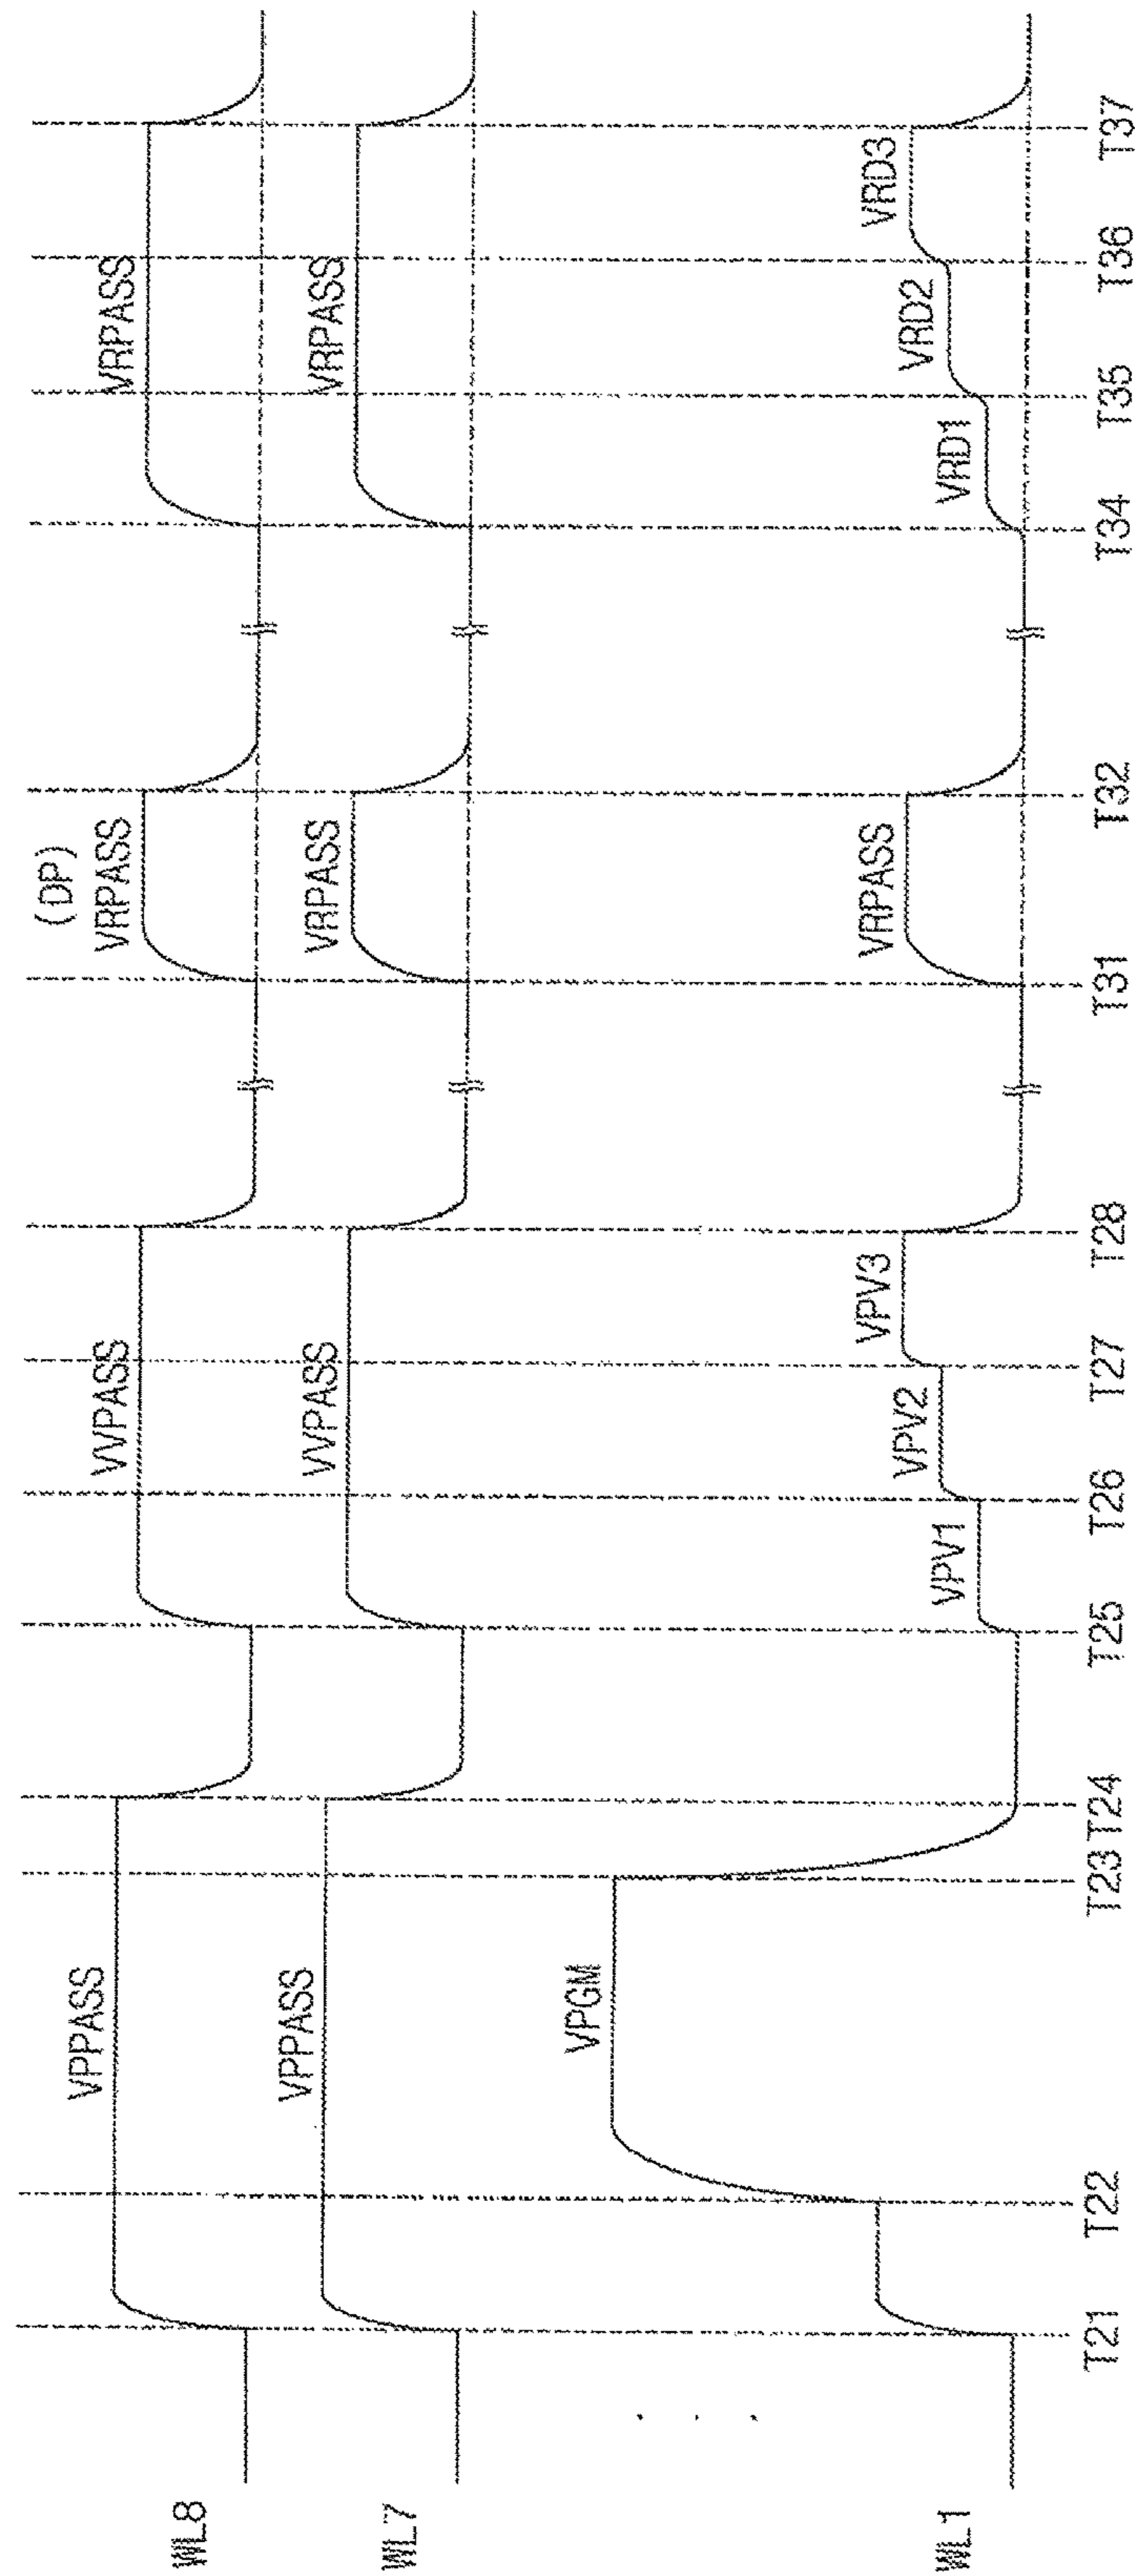 (DP)
WL8 VPPASS VVPASS VRPASS VRPASS
WL7 VPPASS VVPASS VRPASS VRPASS
WL1 VPGM VPV1 VPV2 VPV3 VRPASS VRD1 VRD2 VRD3
T21 T22 T23 T24 T25 T26 T27 T28 T31 T32 T34 T35 T36 T37